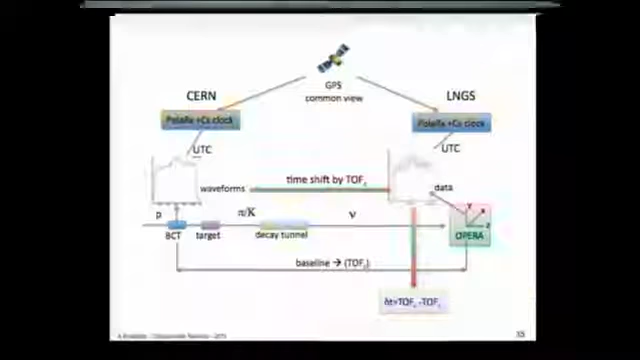 GPS
common view
CERN
LNGS
PolaRx +Cs clock
PolaRx +Cs clock
UTC
UTC
waveforms
time shift by TOF
data
p
π/K
ν
BCT
target
decay tunnel
Y
X
Z
OPERA
baseline → (TOF
δt=TOF - TOF
35